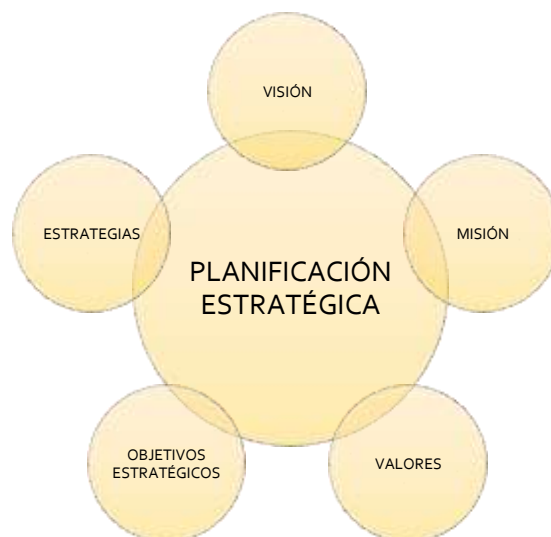 VISIÓN
ESTRATEGIAS
MISIÓN
PLANIFICACIÓN
ESTRATÉGICA
OBJETIVOS
ESTRATÉGICOS
VALORES